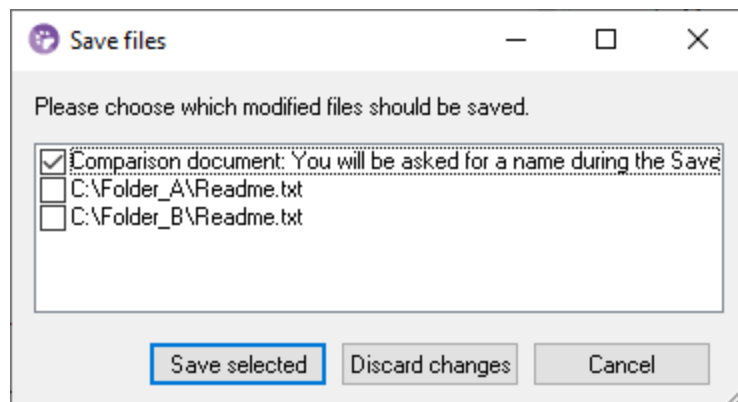 Save files
Please choose which modified files should be saved.
Comparison document: You will be asked for a name during the Save
C:\Folder_A\Readme.txt
C:\Folder_B\Readme.txt
Save selected Discard changes Cancel